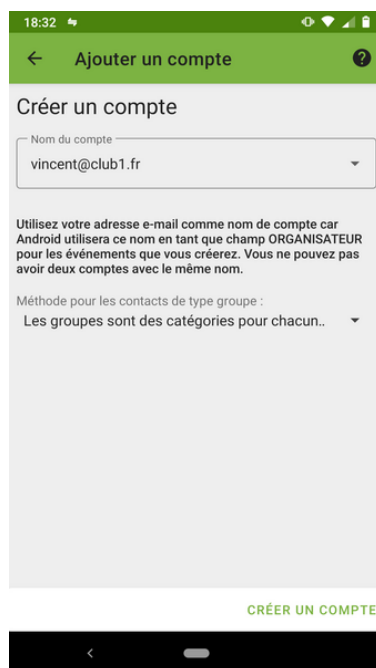 18:32
Ajouter un compte
Créer un compte
Nom du compte
vincent@club1.fr
Utilisez votre adresse e-mail comme nom de compte car
Android utilisera ce nom en tant que champ ORGANISATEUR
pour les événements que vous créerez. Vous ne pouvez pas
avoir deux comptes avec le même nom.
Méthode pour les contacts de type groupe :
Les groupes sont des catégories pour chacun..
CRÉER UN COMPTE